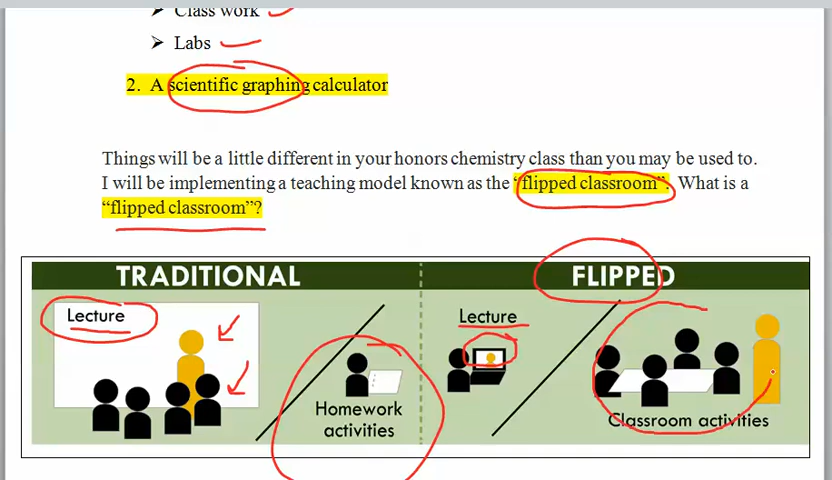 ➢ Class work
➢ Labs
2. A scientific graphing calculator
Things will be a little different in your honors chemistry class than you may be used to.
I will be implementing a teaching model known as the “flipped classroom”. What is a
“flipped classroom”?
TRADITIONAL
FLIPPED
Lecture
Homework
activities
Lecture
Classroom activities